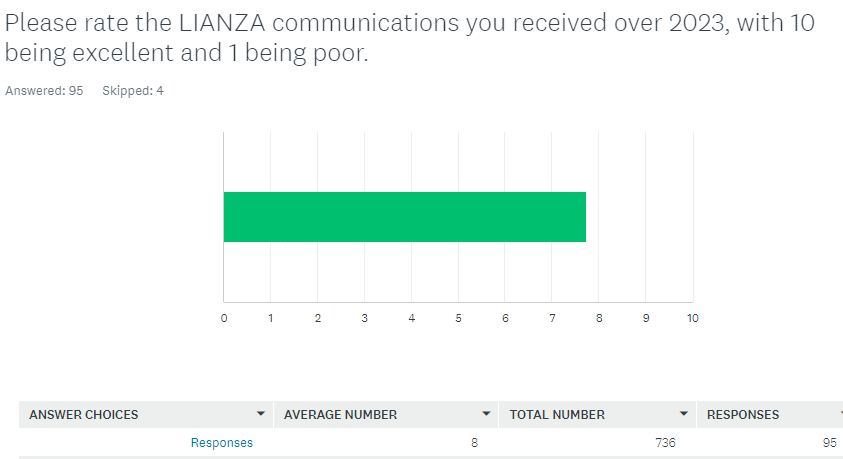 Please rate the LIANZA communications you received over 2023, with 10
being excellent and 1 being poor.
Answered: 95 Skipped: 4
0 1 2 3 4 5 6 7 8 9 10
ANSWER CHOICES AVERAGE NUMBER TOTAL NUMBER RESPONSES
Responses 8 736 95